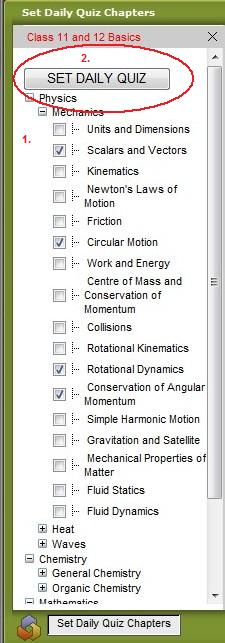 Set Daily Quiz Chapters
Class 11 and 12 Basics
2.
SET DAILY QUIZ
Physics
Mechanics
1.
Units and Dimensions
Scalars and Vectors
Kinematics
Newton's Laws of
Motion
Friction
Circular Motion
Work and Energy
Centre of Mass and
Conservation of
Momentum
Collisions
Rotational Kinematics
Rotational Dynamics
Conservation of Angular
Momentum
Simple Harmonic Motion
Gravitation and Satellite
Mechanical Properties of
Matter
Fluid Statics
Fluid Dynamics
Heat
Waves
Chemistry
General Chemistry
Organic Chemistry
Mathematics
Set Daily Quiz Chapters